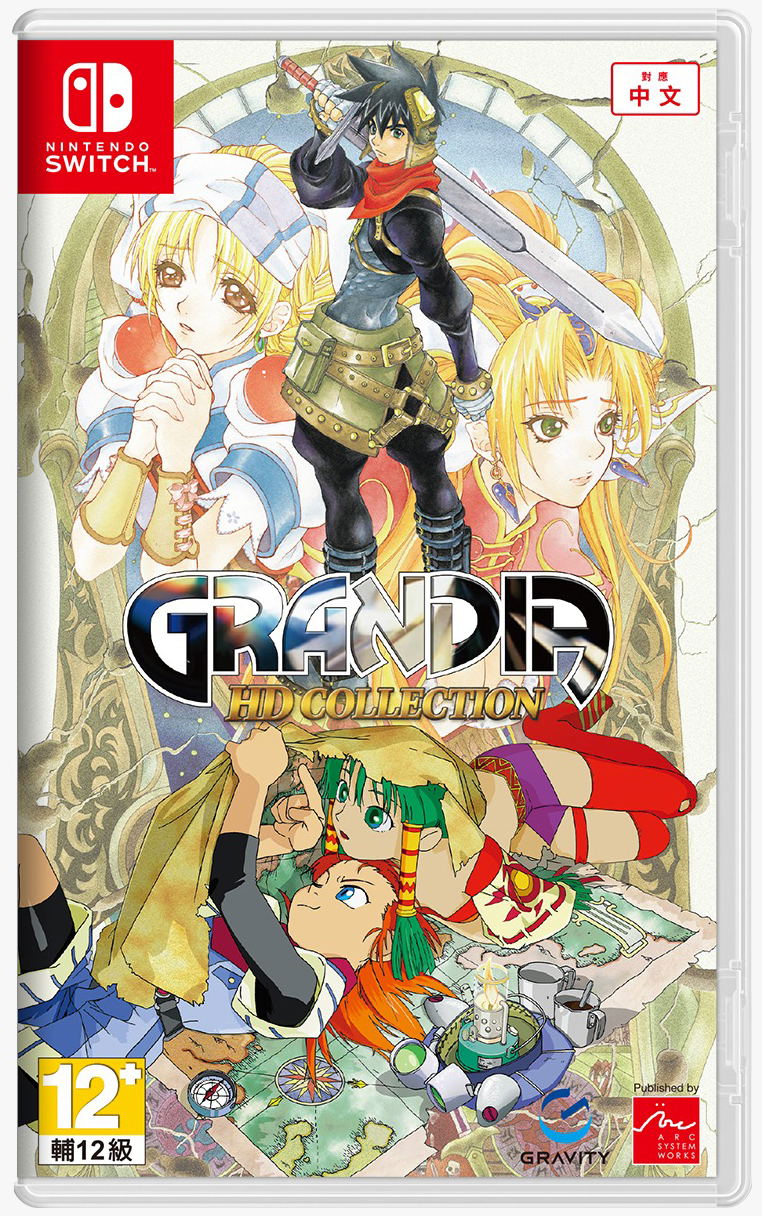 NINTENDO
SWITCH™
對應
中文
GRANDIA
HD COLLECTION
12+
輔12級
GRAVITY
Published by
ARC
SYSTEM
WORKS